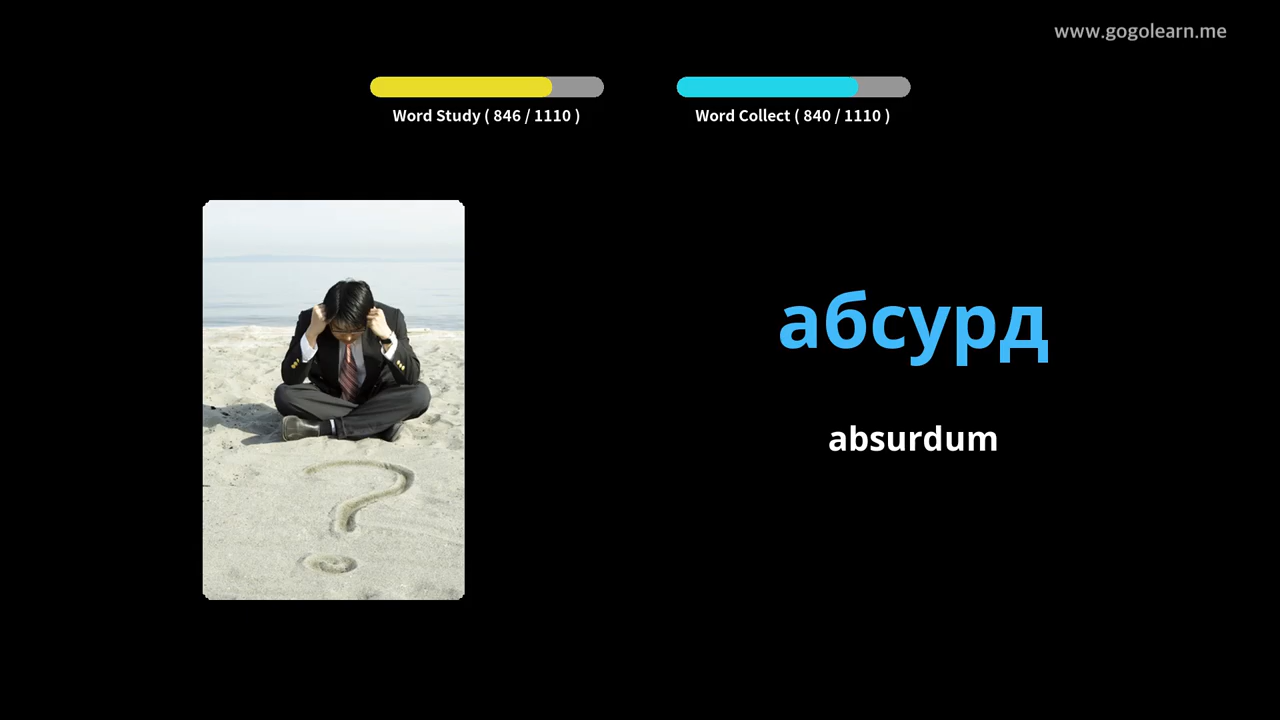 www.gogolearn.me
Word Study ( 846 / 1110 )
Word Collect ( 840 / 1110 )
абсурд
absurdum
?